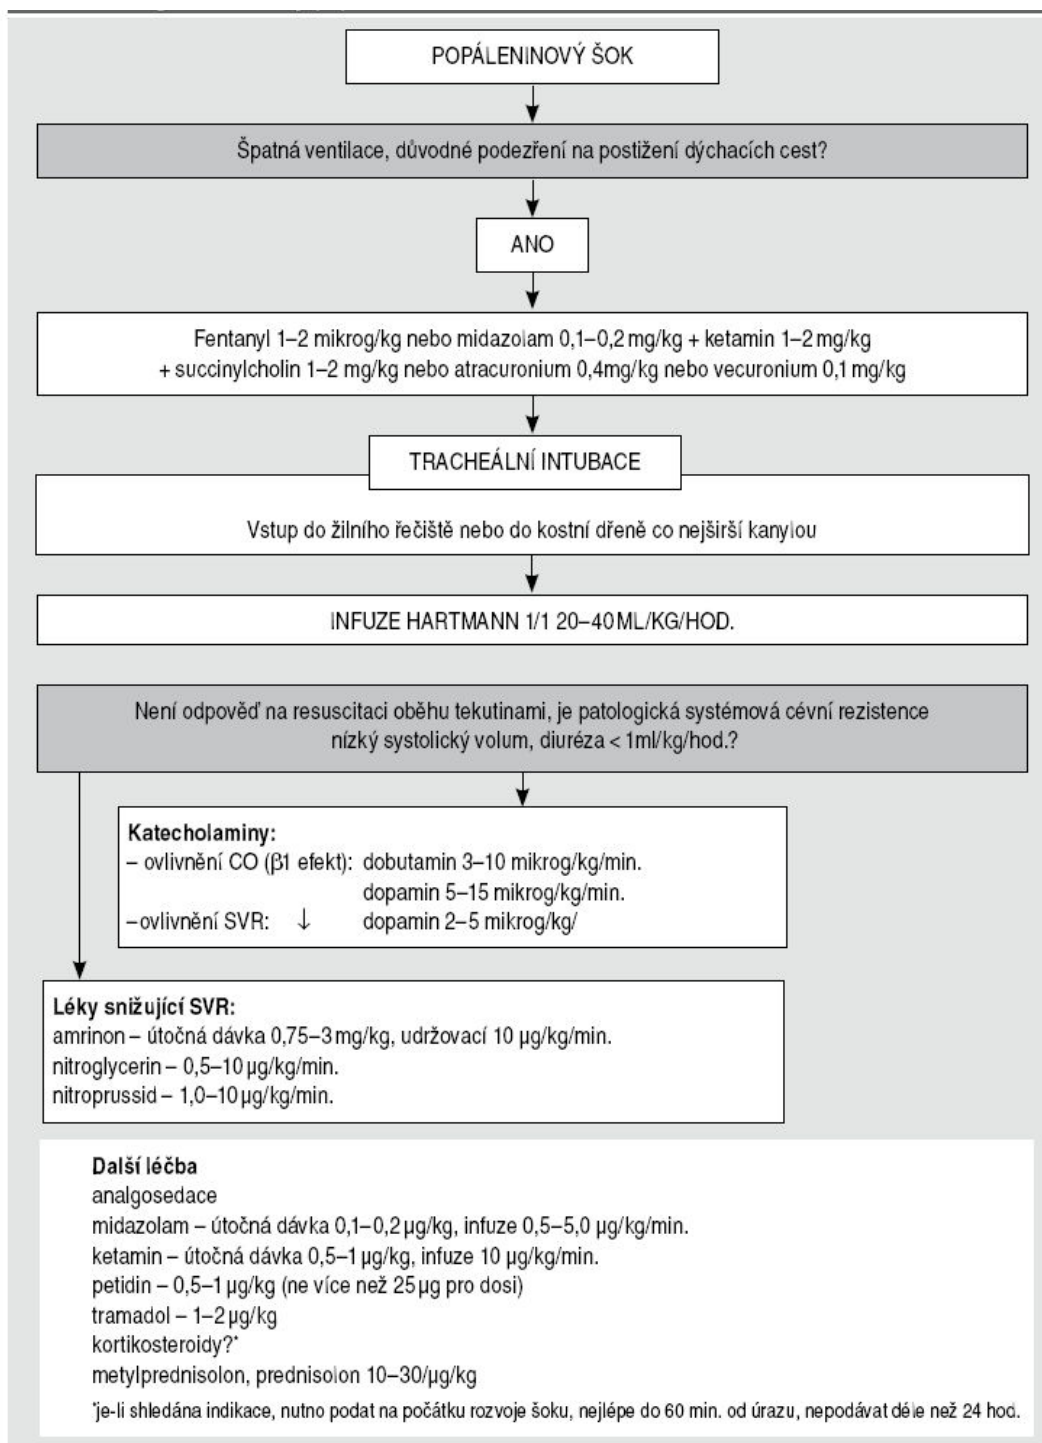 POPÁLENINOVÝ ŠOK
Špatná ventilace, důvodné podezření na postižení dýchacích cest?
ANO
Fentanyl 1–2 mikrog/kg nebo midazolam 0,1–0,2 mg/kg + ketamin 1–2 mg/kg
+ succinylcholin 1–2 mg/kg nebo atracuronium 0,4mg/kg nebo vecuronium 0,1 mg/kg
TRACHEÁLNÍ INTUBACE
Vstup do žilního řečiště nebo do kostní dřeně co nejširší kanylou
INFUZE HARTMANN 1/1 20–40 ML/KG/HOD.
Není odpověď na resuscitaci oběhu tekutinami, je patologická systémová cévní rezistence
nízký systolický volum, diuréza < 1ml/kg/hod.?
Katecholaminy:
– ovlivnění CO (β1 efekt): dobutamin 3–10 mikrog/kg/min.
dopamin 5–15 mikrog/kg/min.
–ovlivnění SVR: ↓ dopamin 2–5 mikrog/kg/
Léky snižující SVR:
amrinon – útočná dávka 0,75–3 mg/kg, udržovací 10 µg/kg/min.
nitroglycerin – 0,5–10 µg/kg/min.
nitroprussid – 1,0–10 µg/kg/min.
Další léčba
analgosedace
midazolam – útočná dávka 0,1–0,2 µg/kg, infuze 0,5–5,0 µg/kg/min.
ketamin – útočná dávka 0,5–1 µg/kg, infuze 10 µg/kg/min.
petidin – 0,5–1 µg/kg (ne více než 25 µg pro dosi)
tramadol – 1–2 µg/kg
kortikosteroidy?*
metylprednisolon, prednisolon 10–30/µg/kg
*je-li shledána indikace, nutno podat na počátku rozvoje šoku, nejlépe do 60 min. od úrazu, nepodávat déle než 24 hod.